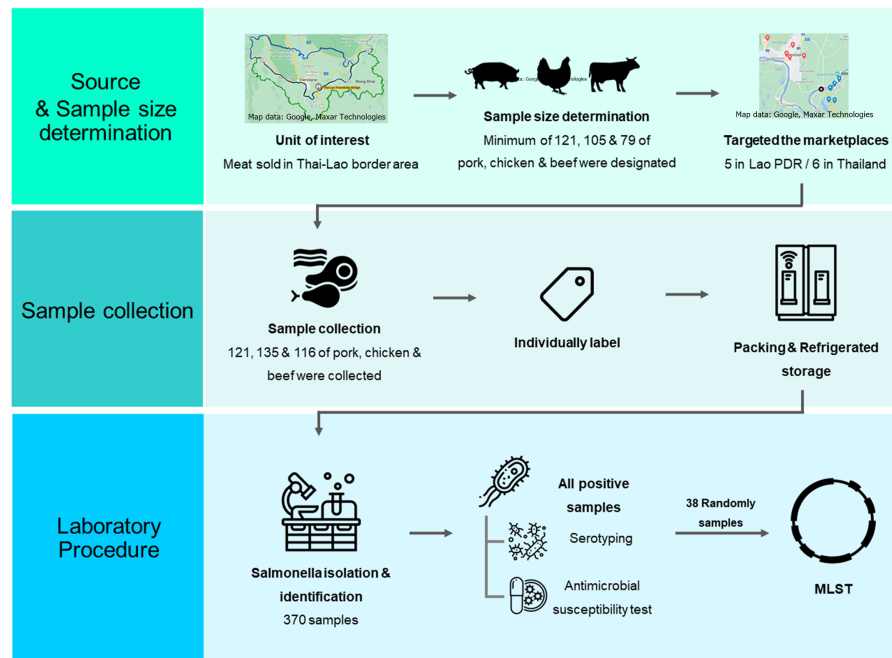 Source
& Sample size
determination
Map data: Google, Maxar Technologies
Unit of interest
Meat sold in Thai-Lao border area
Sample size determination
Minimum of 121, 105 & 79 of
pork, chicken & beef were designated
Map data: Google, Maxar Technologies
Targeted the marketplaces
5 in Lao PDR / 6 in Thailand
Sample collection
Sample collection
121, 135 & 116 of pork, chicken &
beef were collected
Individually label
Packing & Refrigerated
storage
Laboratory
Procedure
Salmonella isolation &
identification
370 samples
All positive
samples
Serotyping
Antimicrobial
susceptibility test
38 Randomly
samples
MLST